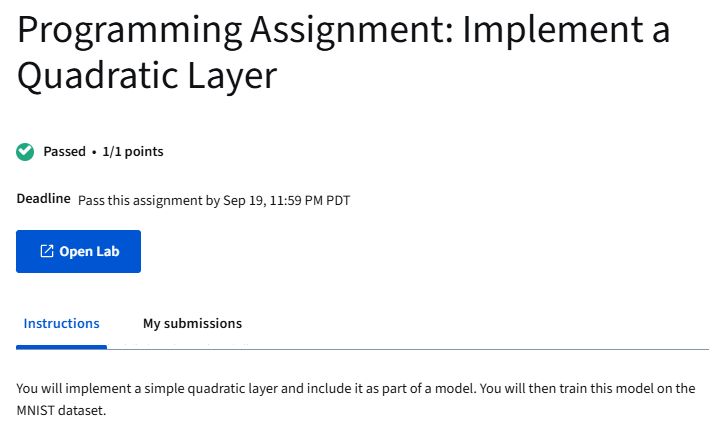 Programming Assignment: Implement a
Quadratic Layer
Passed • 1/1 points
Deadline Pass this assignment by Sep 19, 11:59 PM PDT
Open Lab
Instructions My submissions
You will implement a simple quadratic layer and include it as part of a model. You will then train this model on the
MNIST dataset.